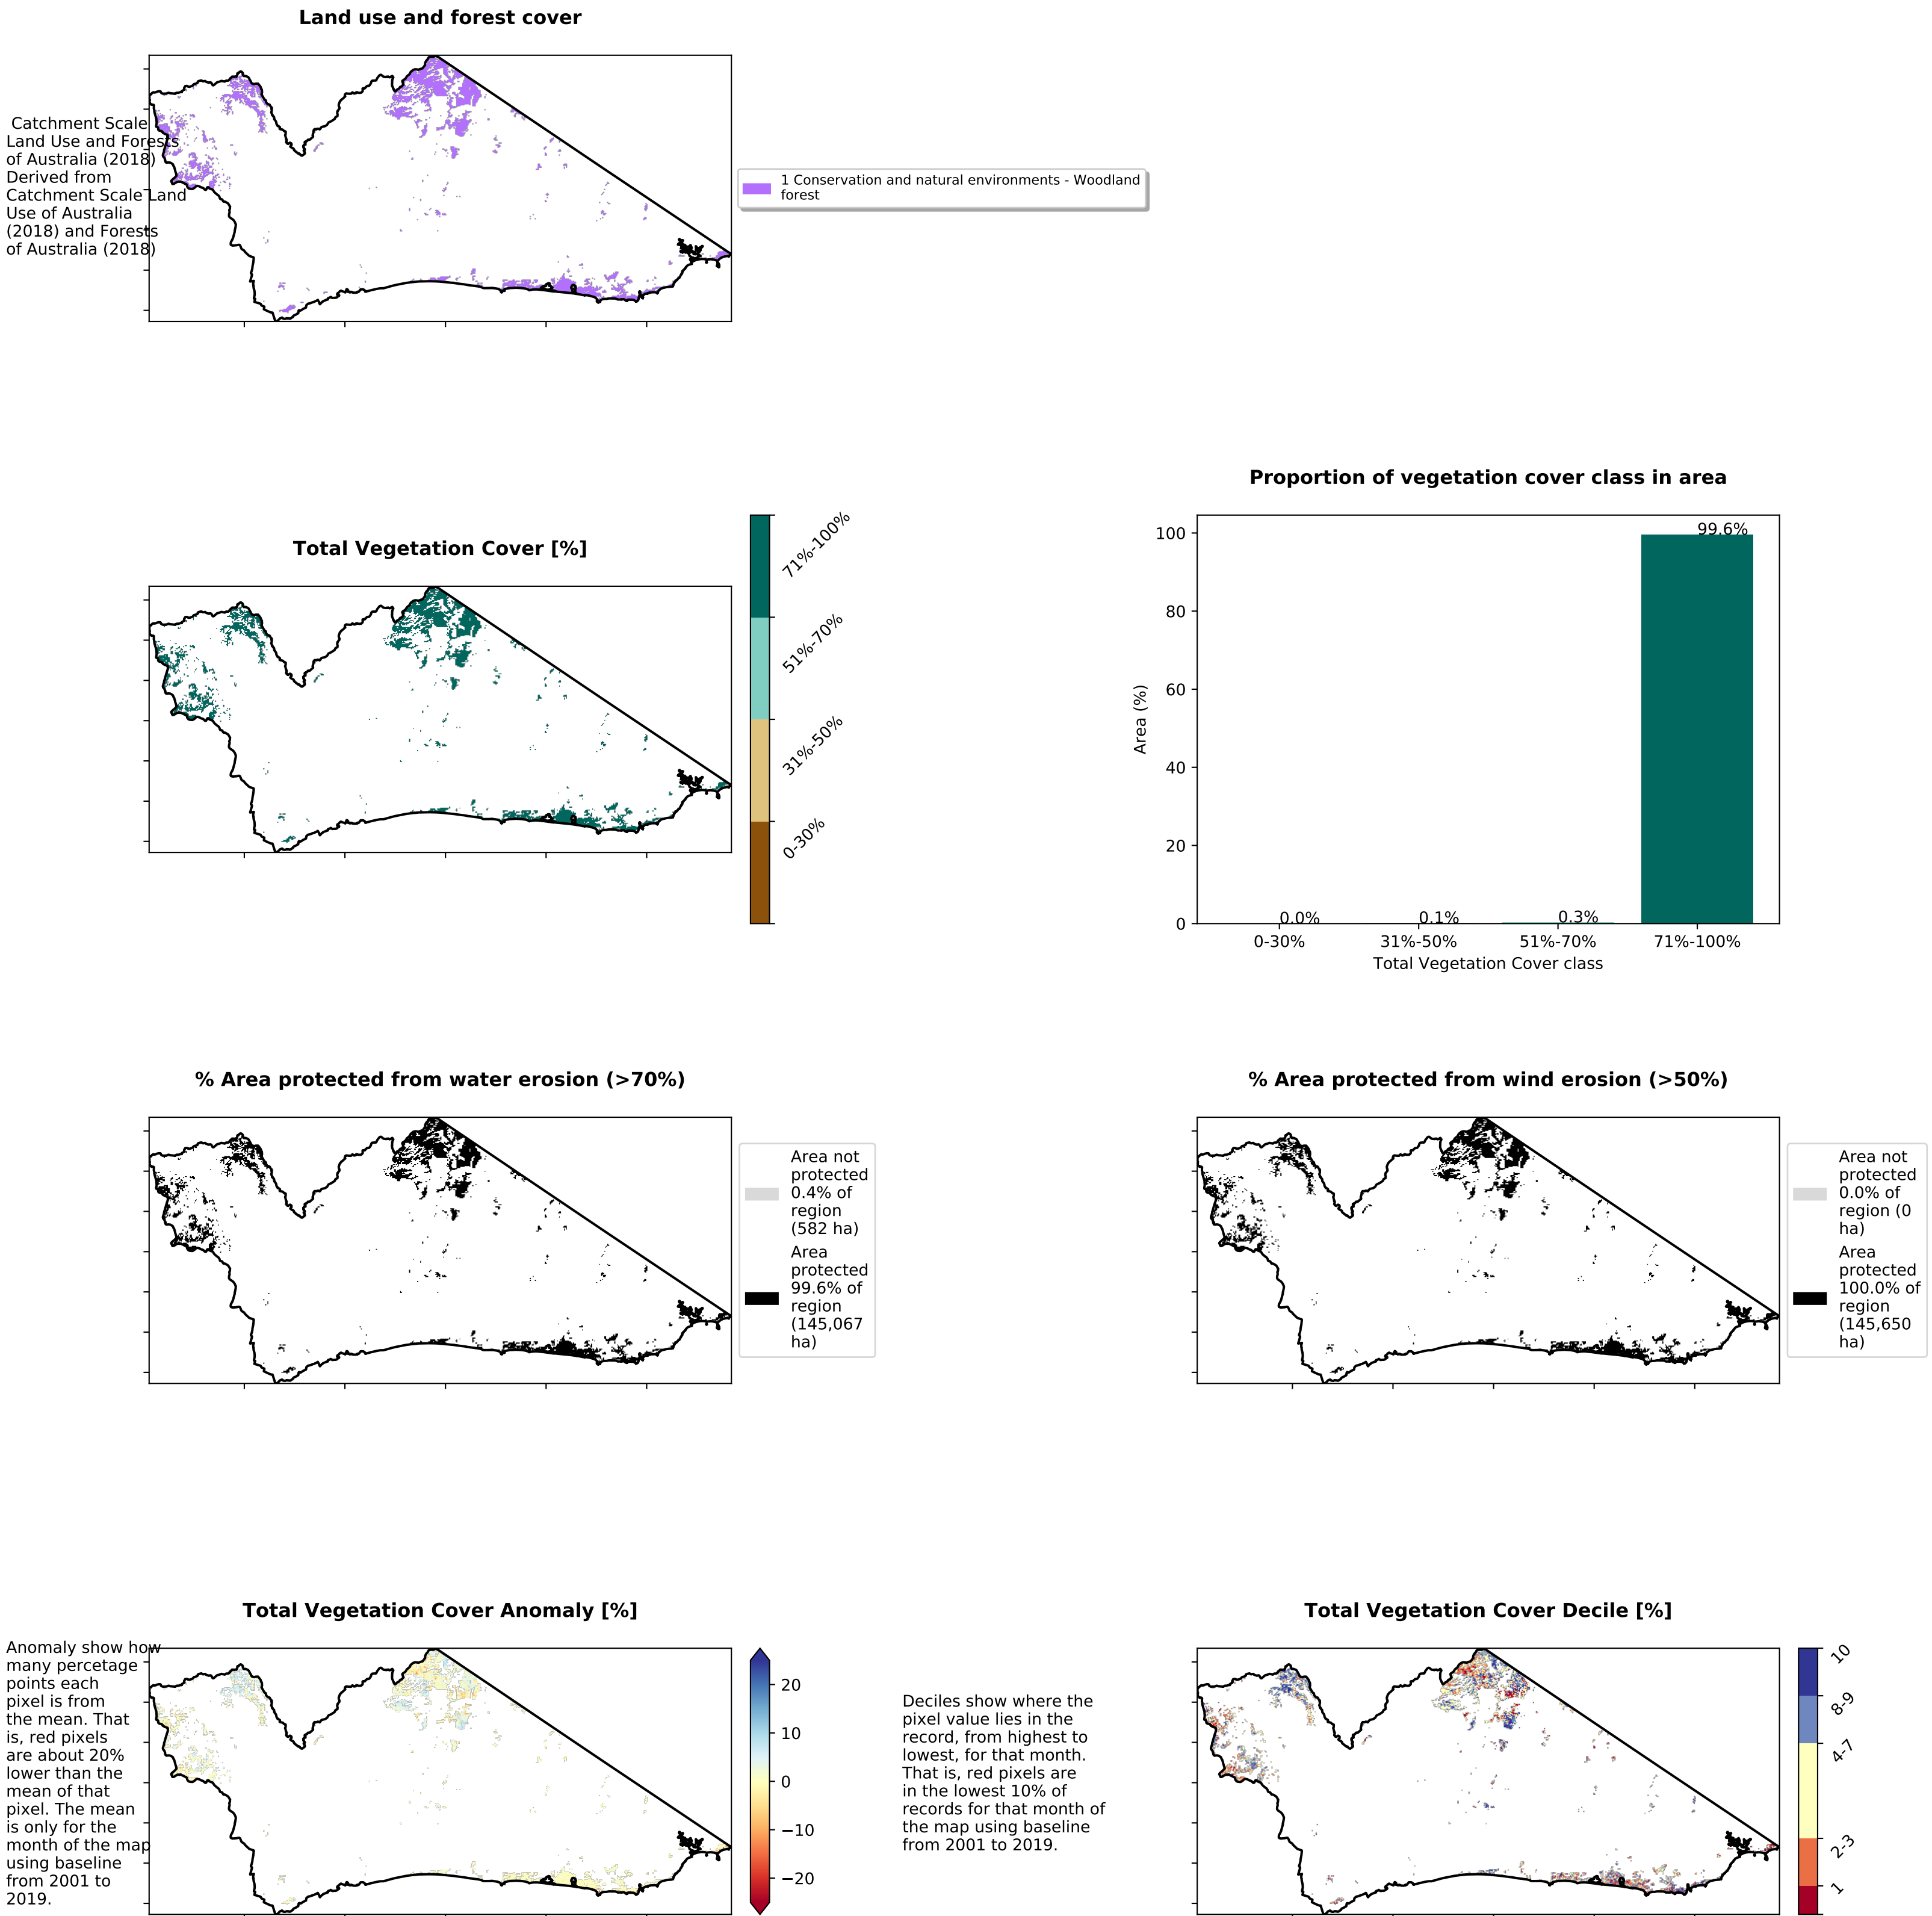 Land use and forest cover
Catchment Scale
Land Use and Forests
of Australia (2018)
Derived from
Catchment Scale Land
Use of Australia
(2018) and Forests
of Australia (2018)
1 Conservation and natural environments - Woodland
forest
Total Vegetation Cover [%]
71%-100%
51%-70%
31%-50%
0-30%
Proportion of vegetation cover class in area
Area (%)
100
80
60
40
20
0
0.0%
0.1%
0.3%
99.6%
0-30%
31%-50%
51%-70%
71%-100%
Total Vegetation Cover class
% Area protected from water erosion (>70%)
Area not
protected
0.4% of
region
(582 ha)
Area
protected
99.6% of
region
(145,067
ha)
% Area protected from wind erosion (>50%)
Area not
protected
0.0% of
region (0
ha)
Area
protected
100.0% of
region
(145,650
ha)
Total Vegetation Cover Anomaly [%]
Anomaly show how
many percetage
points each
pixel is from
the mean. That
is, red pixels
are about 20%
lower than the
mean of that
pixel. The mean
is only for the
month of the map
using baseline
from 2001 to
2019.
20
10
0
−10
−20
Total Vegetation Cover Decile [%]
Deciles show where the
pixel value lies in the
record, from highest to
lowest, for that month.
That is, red pixels are
in the lowest 10% of
records for that month of
the map using baseline
from 2001 to 2019.
10
8-9
4-7
2-3
1